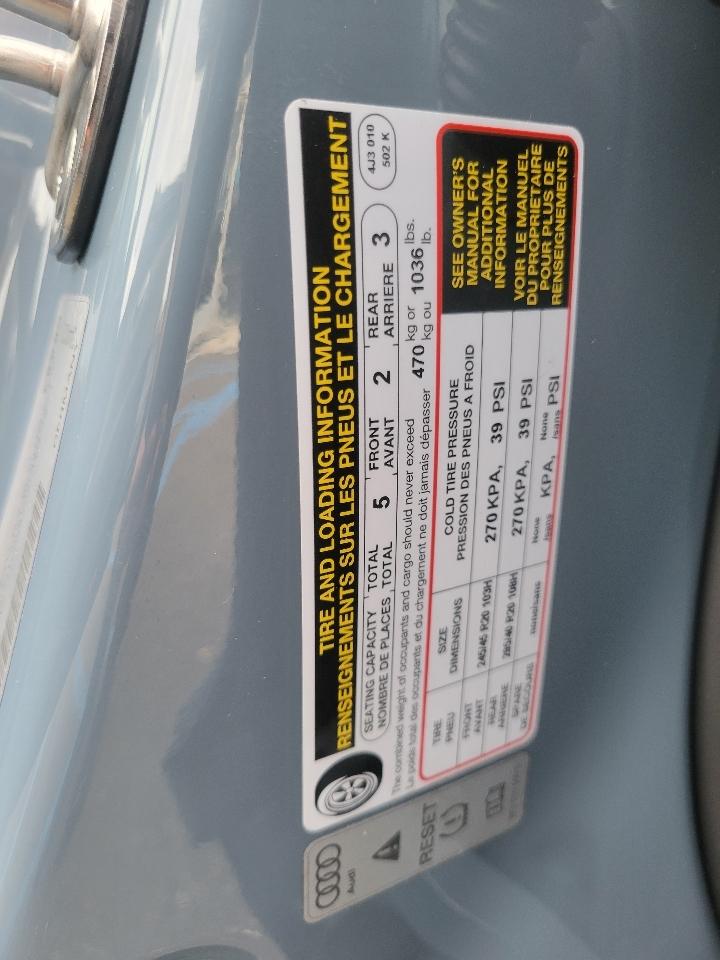 TIRE AND LOADING INFORMATION
RENSEIGNEMENTS SUR LES PNEUS ET LE CHARGEMENT
SEATING CAPACITY TOTAL 5 FRONT 2 REAR 3
NOMBRE DE PLACES TOTAL AVANT ARRIERE
4J3 010
502 K
The combined weight of occupants and cargo should never exceed 470 kg or 1036 lbs.
Le poids total des occupants et du chargement ne doit jamais dépasser kg ou lb.
TIRE SIZE COLD TIRE PRESSURE
PNEU DIMENSIONS PRESSION DES PNEUS A FROID
FRONT
AVANT
245/45 R20 103H 270 KPA, 39 PSI
REAR
ARRIERE
285/40 R20 108H 270 KPA, 39 PSI
SPARE
DE SECOURS
none/sans None /sans KPA, None /sans PSI
SEE OWNER'S
MANUAL FOR
ADDITIONAL
INFORMATION
VOIR LE MANUEL
DU PROPRIETAIRE
POUR PLUS DE
RENSEIGNEMENTS
Audi
RESET